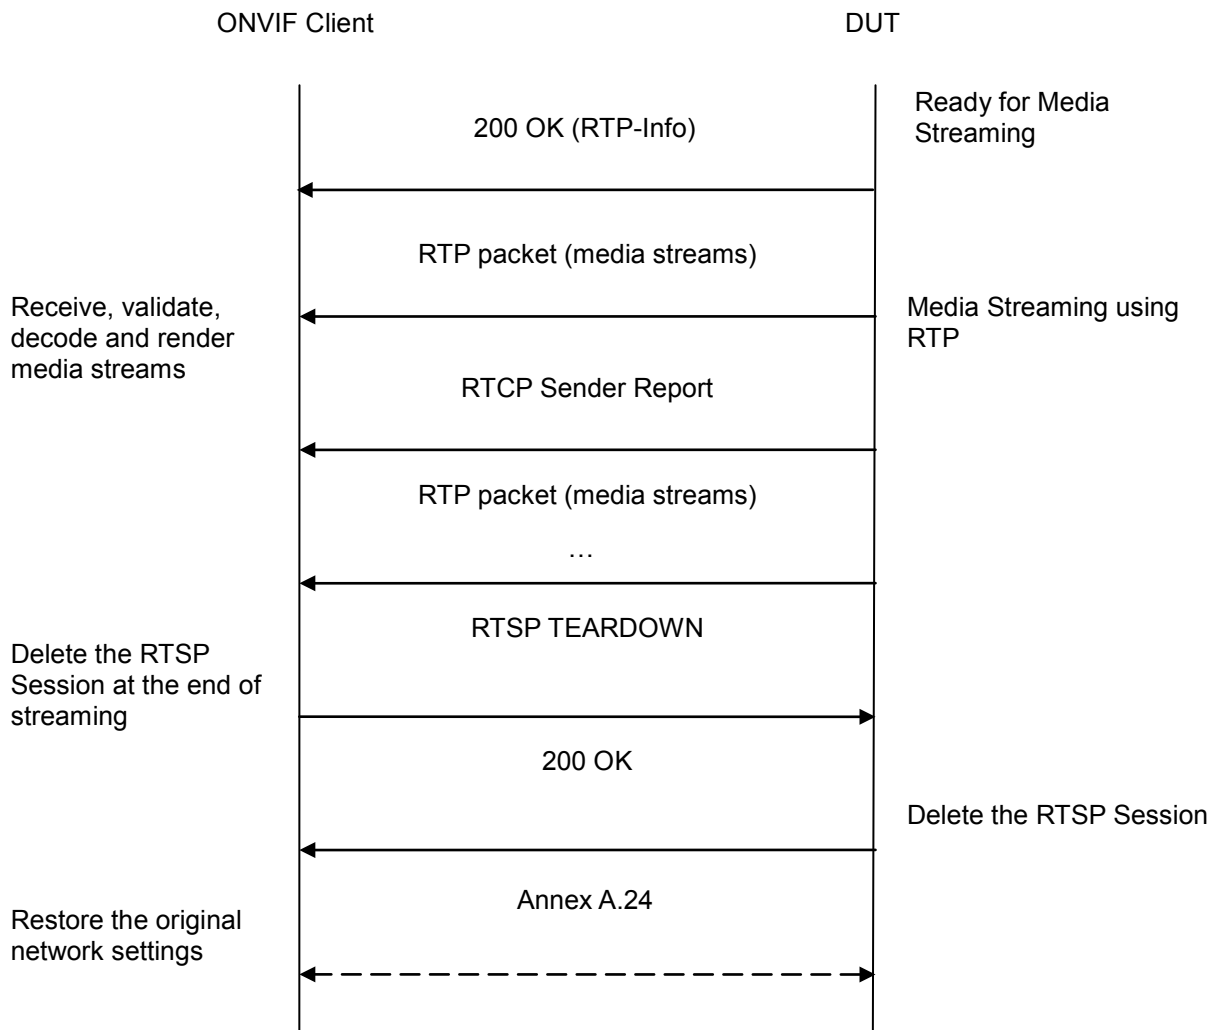 ONVIF Client
DUT
Ready for Media
Streaming
200 OK (RTP-Info)
RTP packet (media streams)
Receive, validate,
decode and render
media streams
Media Streaming using
RTP
RTCP Sender Report
RTP packet (media streams)
…
RTSP TEARDOWN
Delete the RTSP
Session at the end of
streaming
200 OK
Delete the RTSP Session
Annex A.24
Restore the original
network settings